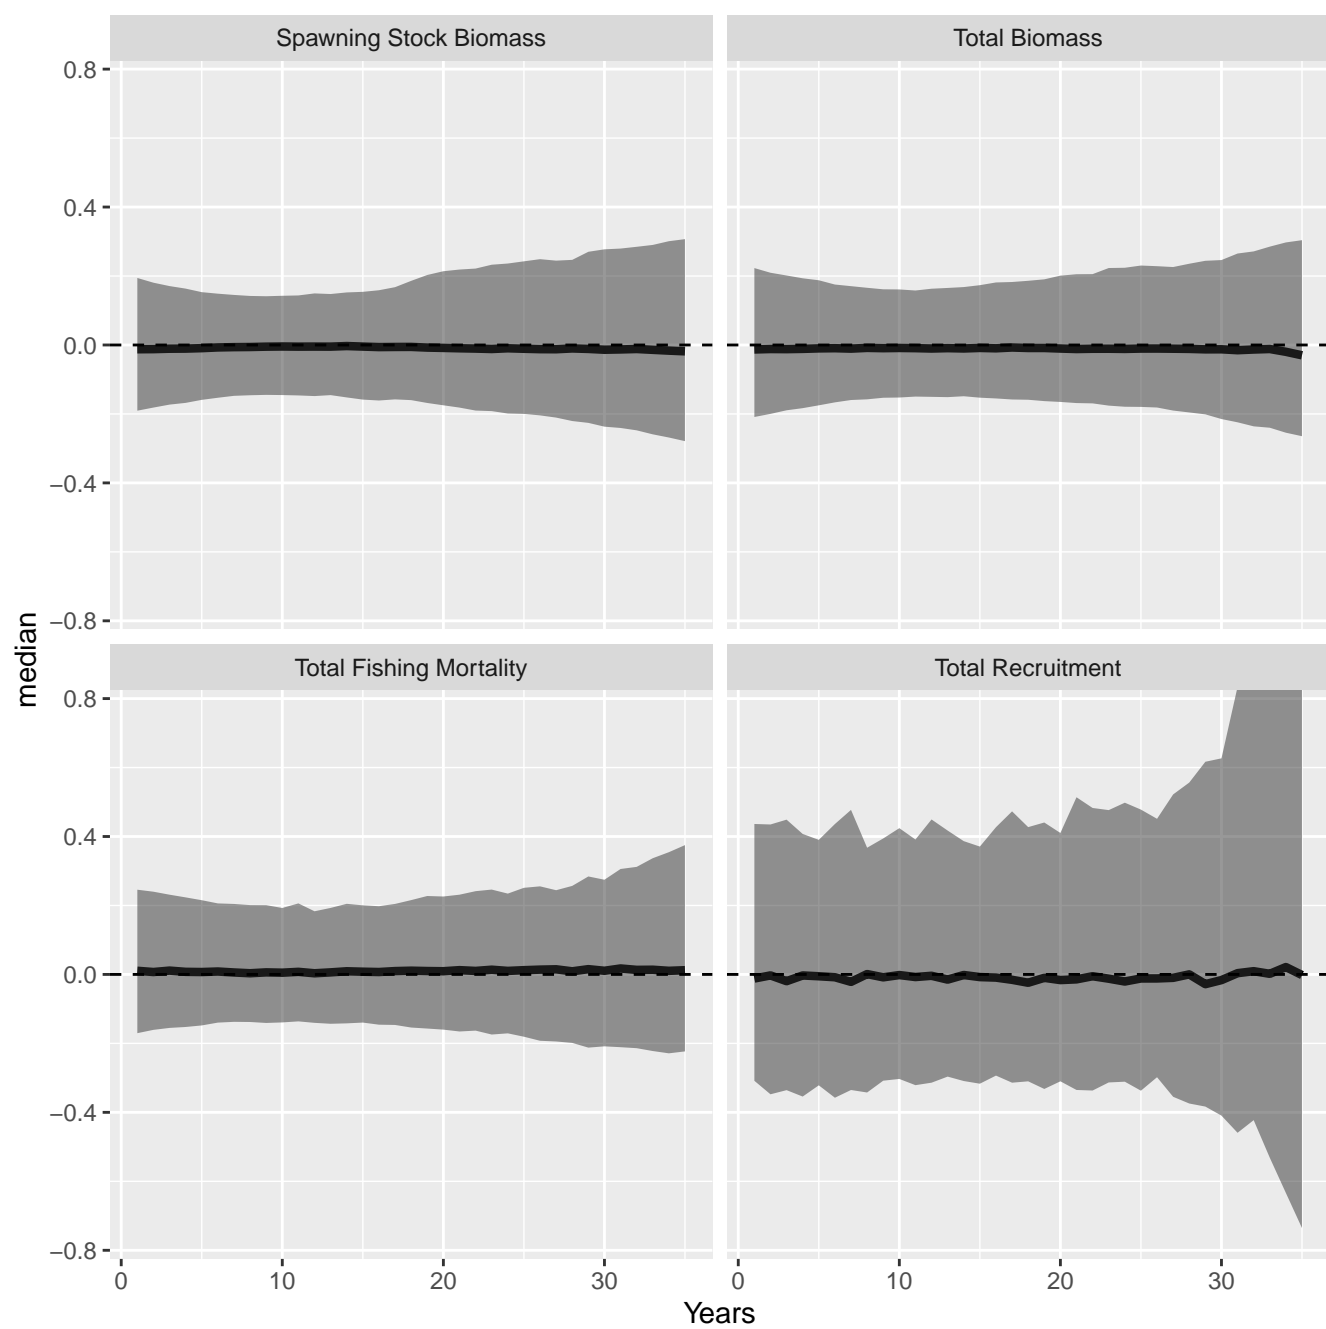 Spawning Stock Biomass
Total Biomass
0.8
0.4
0.0
−0.4
−0.8
Total Fishing Mortality
Total Recruitment
0.8
0.4
0.0
−0.4
−0.8
median
0 10 20 30
0 10 20 30
Years